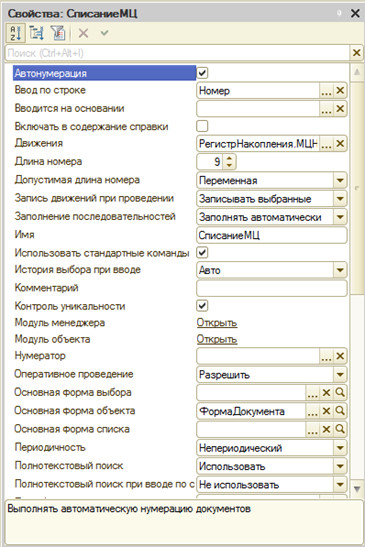 Свойства: СписаниеМЦ
Поиск (Ctrl+Alt+I)
Автонумерация
Ввод по строке Номер
Вводится на основании
Включать в содержание справки
Движения РегистрНакопления.МЦН
Длина номера 9
Допустимая длина номера Переменная
Запись движений при проведении Записывать выбранные
Заполнение последовательностей Заполнять автоматически
Имя СписаниеМЦ
Использовать стандартные команды
История выбора при вводе Авто
Комментарий
Контроль уникальности
Модуль менеджера Открыть
Модуль объекта Открыть
Нумератор
Оперативное проведение Разрешить
Основная форма выбора
Основная форма объекта ФормаДокумента
Основная форма списка
Периодичность Непериодический
Полнотекстовый поиск Использовать
Полнотекстовый поиск при вводе по с Не использовать
Выполнять автоматическую нумерацию документов